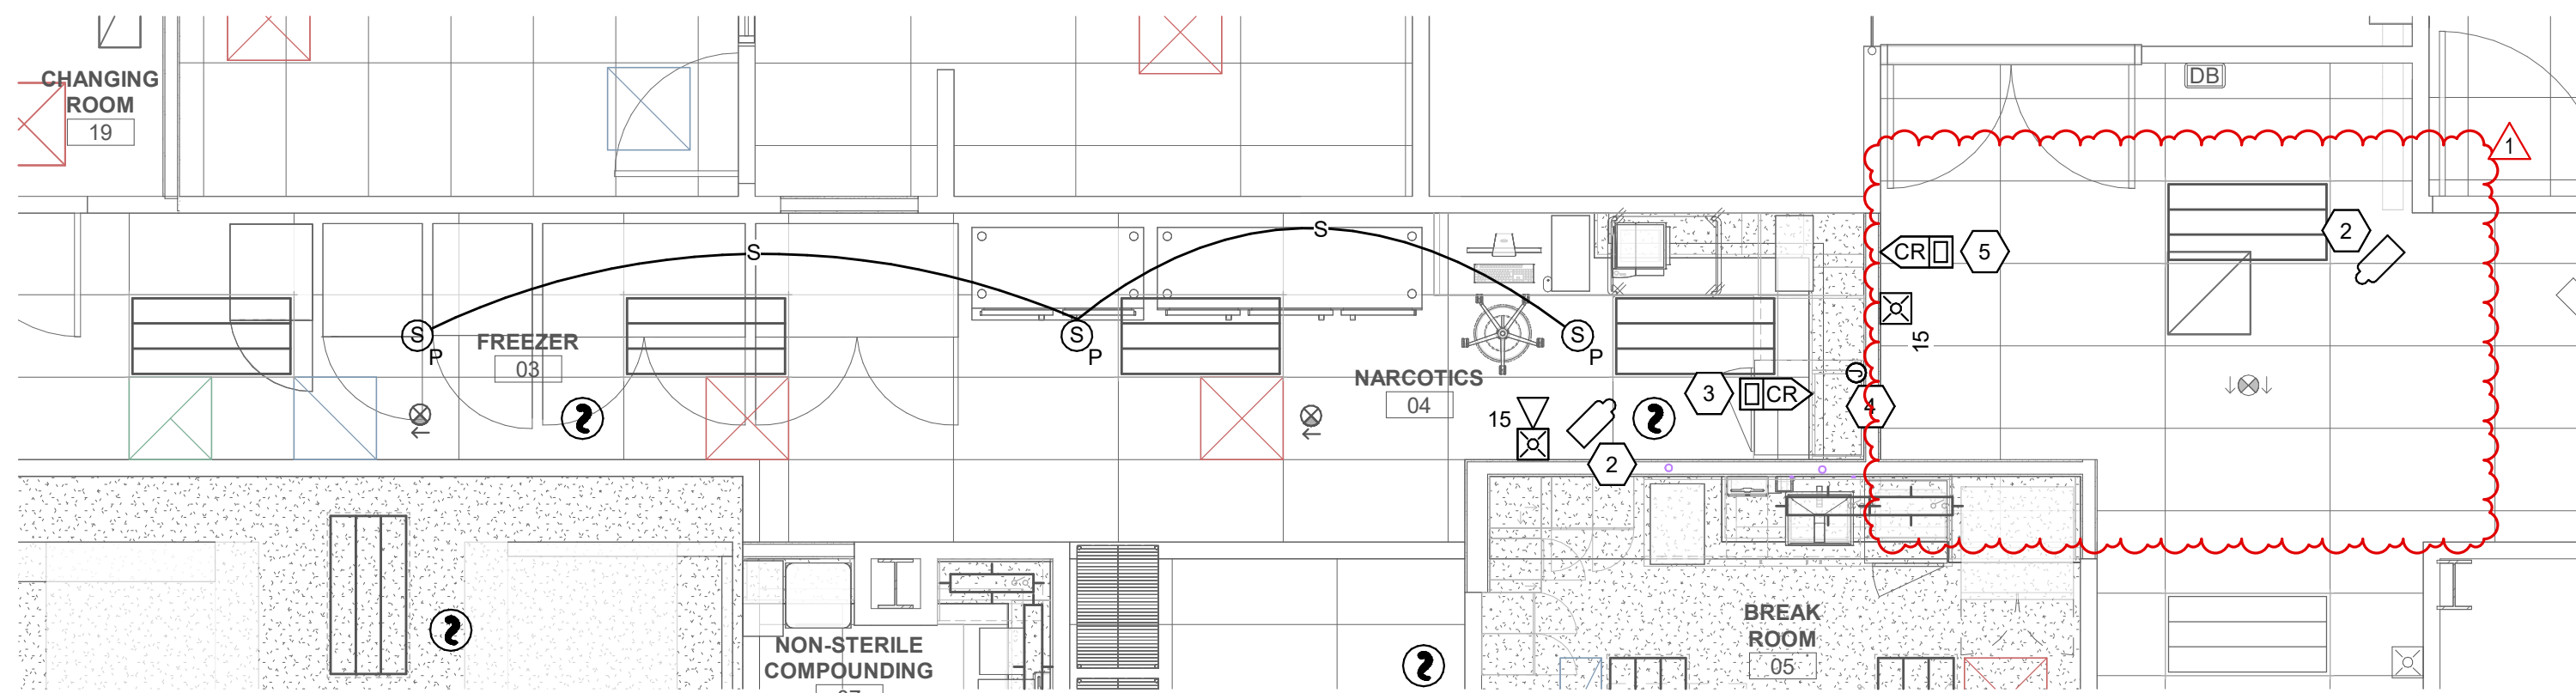 CHANGING
ROOM
19
DB
1
S
S
2
CR
5
15
S
P
FREEZER
03
S
P
S
P
NARCOTICS
04
15
3
CR
J
4
2
BREAK
ROOM
05
NON-STERILE
COMPOUNDING